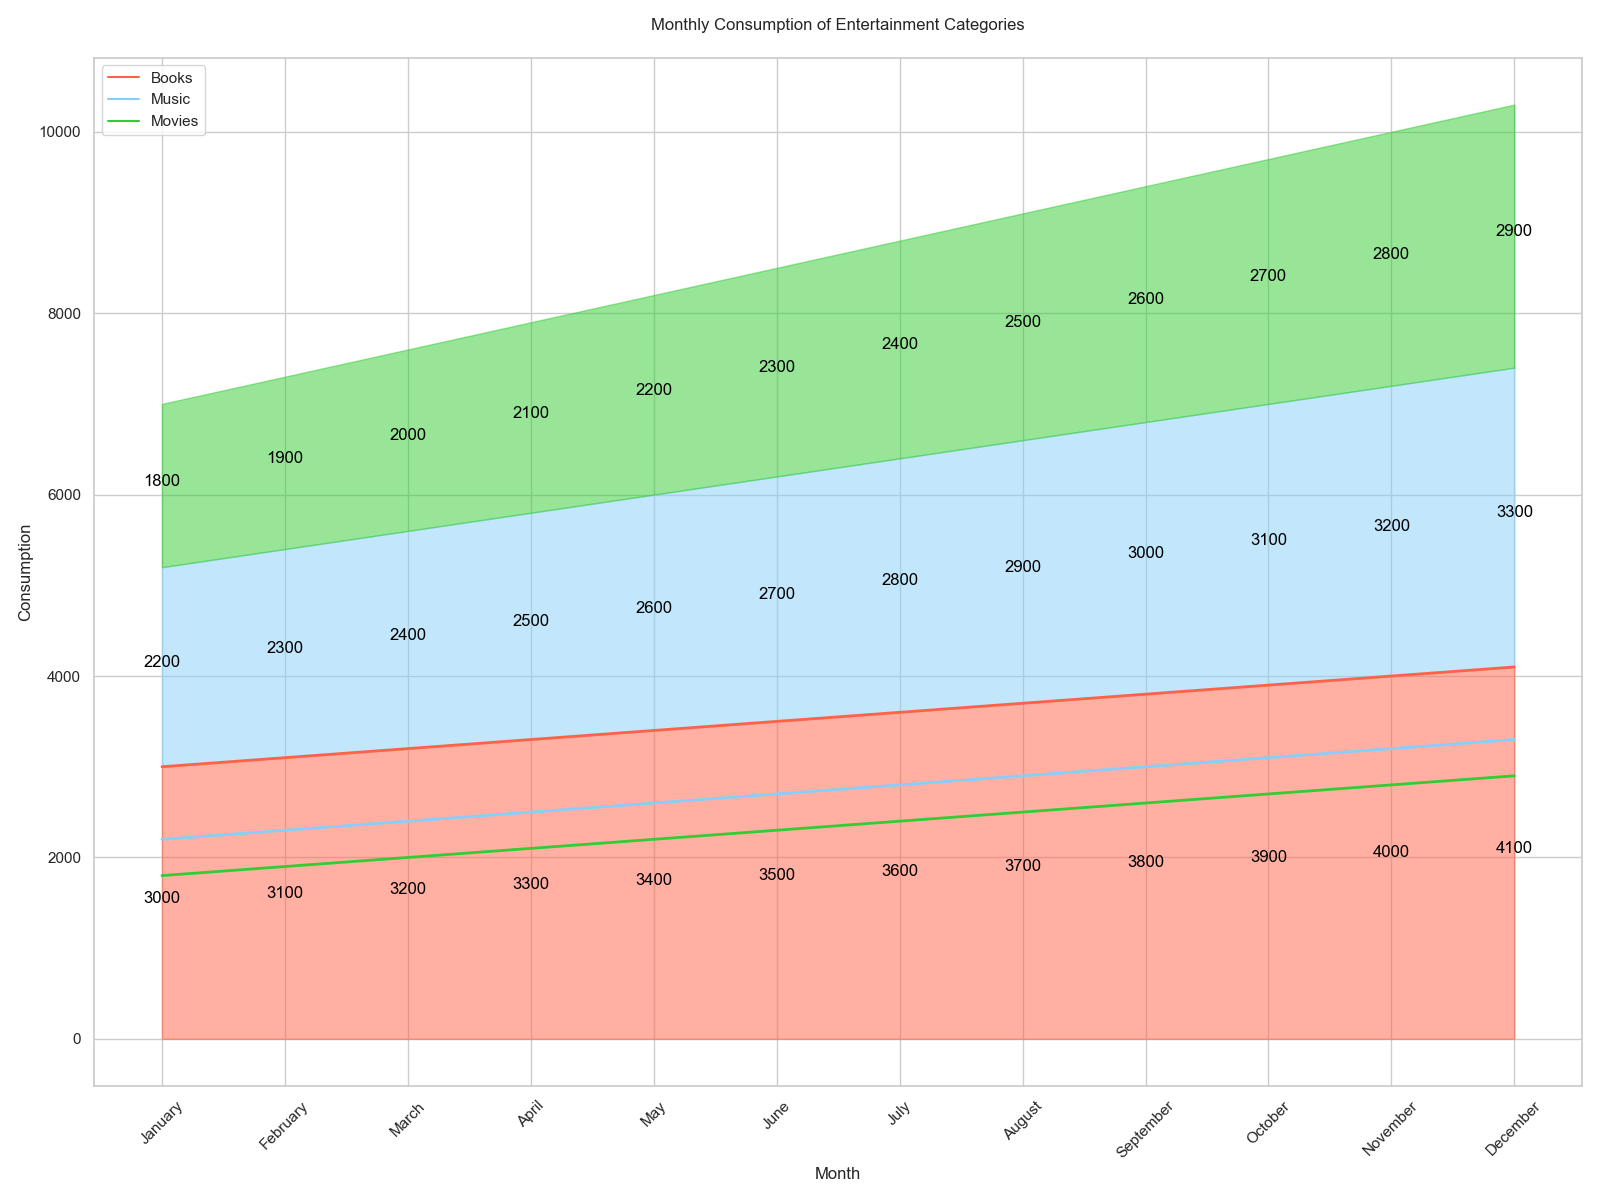 Monthly Consumption of Entertainment Categories
Books
Music
Movies
10000
8000
6000
4000
2000
0
Consumption
1800 1900 2000 2100 2200 2300 2400 2500 2600 2700 2800 2900
2200 2300 2400 2500 2600 2700 2800 2900 3000 3100 3200 3300
3000 3100 3200 3300 3400 3500 3600 3700 3800 3900 4000 4100
January February March April May June July August September October November December
Month